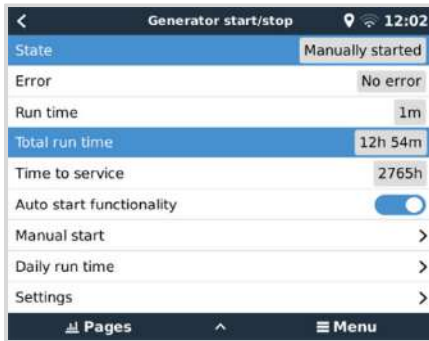 Generator start/stop 12:02
State Manually started
Error No error
Run time 1m
Total run time 12h 54m
Time to service 2765h
Auto start functionality
Manual start
Daily run time
Settings
Pages Menu